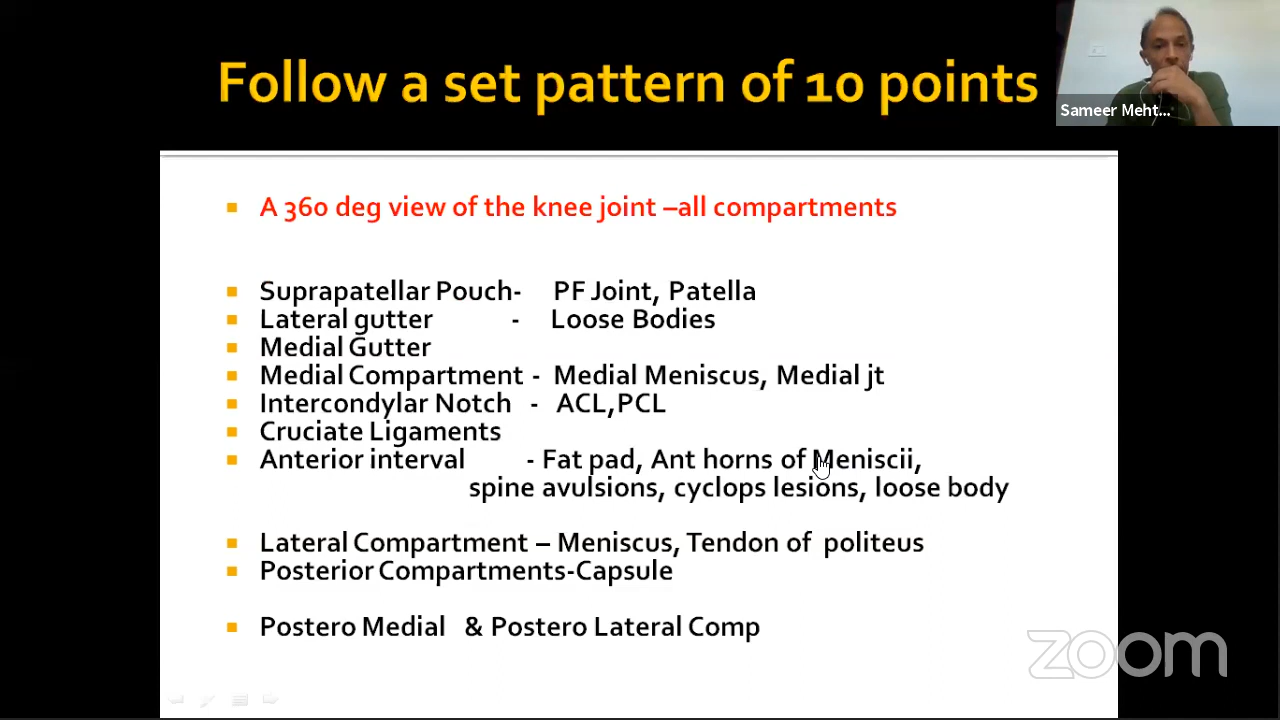 Follow a set pattern of 10 points
Sameer Meht...
A 360 deg view of the knee joint –all compartments
Suprapatellar Pouch- PF Joint, Patella
Lateral gutter - Loose Bodies
Medial Gutter
Medial Compartment - Medial Meniscus, Medial jt
Intercondylar Notch - ACL,PCL
Cruciate Ligaments
Anterior interval - Fat pad, Ant horns of Meniscii,
spine avulsions, cyclops lesions, loose body
Lateral Compartment – Meniscus, Tendon of politeus
Posterior Compartments-Capsule
Postero Medial & Postero Lateral Comp
zoom